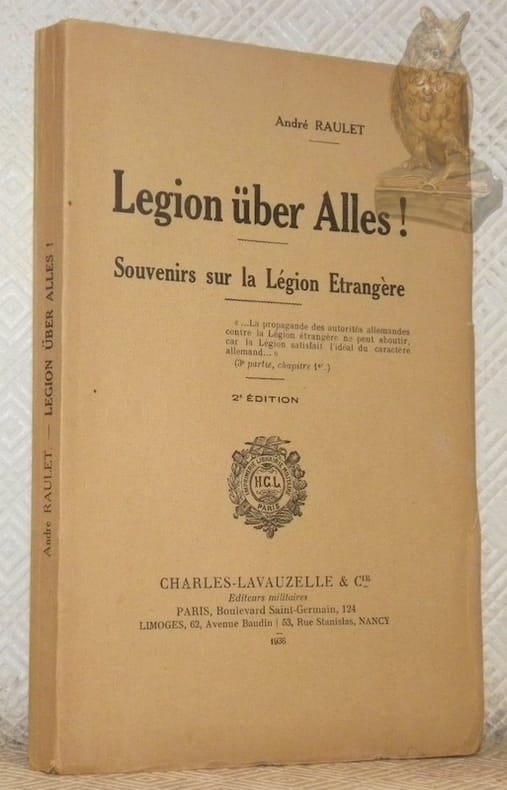 André RAULET
Legion über Alles !
Souvenirs sur la Légion Etrangère
« ...La propagande des autorités allemandes
contre la Légion étrangère ne peut aboutir,
car la Légion satisfait l'idéal du caractère
allemand... »
(3e partie, chapitre 1er.)
2e ÉDITION
IMPRIMERIE LIBRAIRIE MILITAIRE
H.C.L.
PARIS
CHARLES-LAVAUZELLE & CIE
Editeurs militaires
PARIS, Boulevard Saint-Germain, 124
LIMOGES, 62, Avenue Baudin | 53, Rue Stanislas, NANCY
1936
André RAULET. — LEGION ÜBER ALLES !